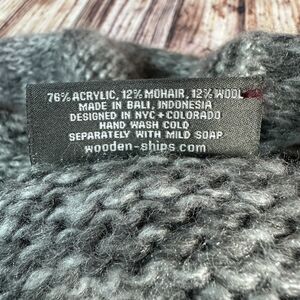 76% ACRYLIC, 12% MOHAIR, 12% WOOL
MADE IN BALI, INDONESIA
DESIGNED IN NYC + COLORADO
HAND WASH COLD
SEPARATELY WITH MILD SOAP
wooden-ships.com